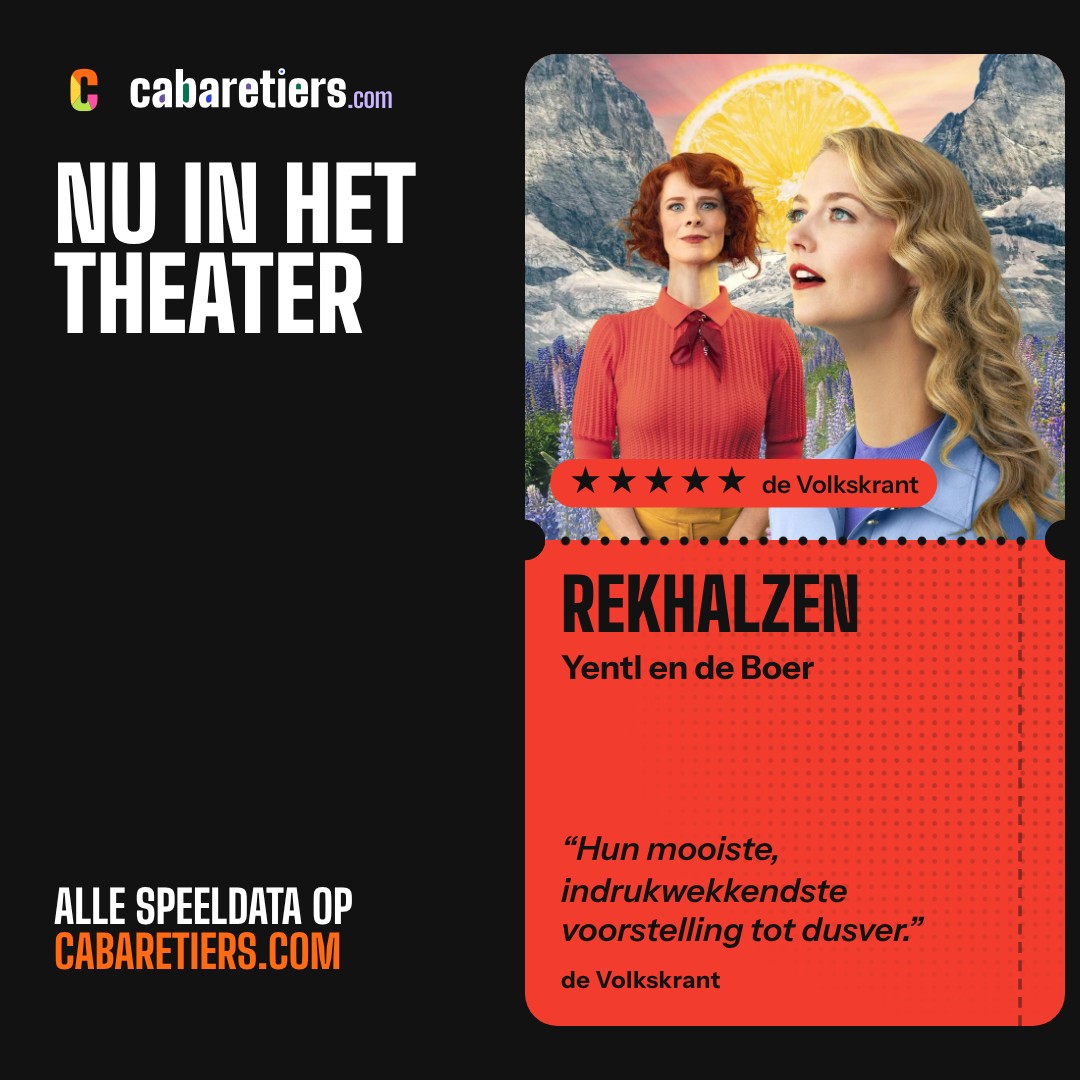 cabaretiers.com
NU IN HET
THEATER
★★★★★ de Volkskrant
REKHALZEN
Yentl en de Boer
“Hun mooiste,
indrukwekkendste
voorstelling tot dusver.”
de Volkskrant
ALLE SPEELDATA OP
CABARETIERS.COM